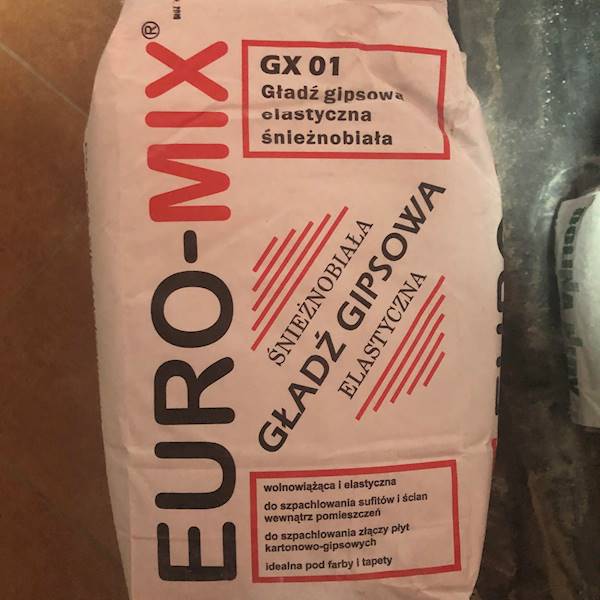 EURO-MIX®
GX 01
Gładź gipsowa
elastyczna
śnieżnobiała
ŚNIEŻNOBIAŁA
GŁADŹ GIPSOWA
ELASTYCZNA
wolnowiążąca i elastyczna
do szpachlowania sufitów i ścian
wewnątrz pomieszczeń
do szpachlowania złączy płyt
kartonowo-gipsowych
idealna pod farby i tapety